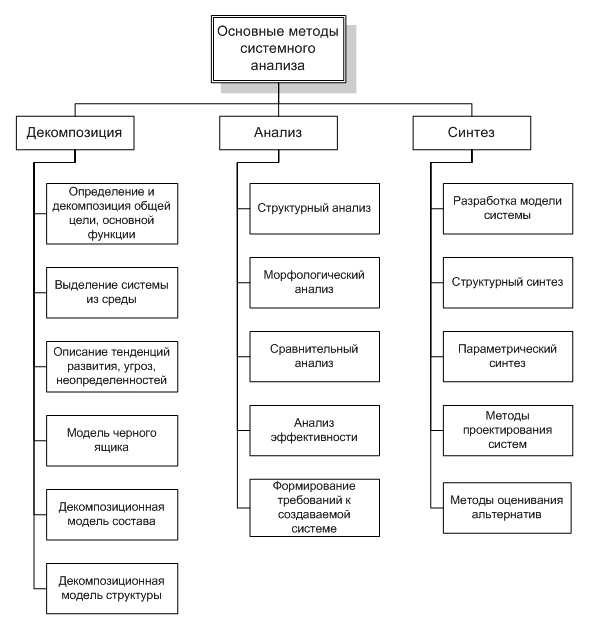 Основные методы
системного
анализа
Декомпозиция
Анализ
Синтез
Определение и
декомпозиция общей
цели, основной
функции
Выделение системы
из среды
Описание тенденций
развития, угроз,
неопределенностей
Модель черного
ящика
Декомпозиционная
модель состава
Декомпозиционная
модель структуры
Структурный анализ
Морфологический
анализ
Сравнительный
анализ
Анализ
эффективности
Формирование
требований к
создаваемой
системе
Разработка модели
системы
Структурный синтез
Параметрический
синтез
Методы
проектирования
систем
Методы оценивания
альтернатив